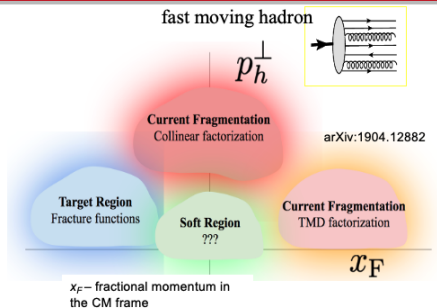 fast moving hadron
p_h^⊥
Current Fragmentation
Collinear factorization
arXiv:1904.12882
Target Region
Fracture functions
Soft Region
???
Current Fragmentation
TMD factorization
x_F
x_F – fractional momentum in
the CM frame